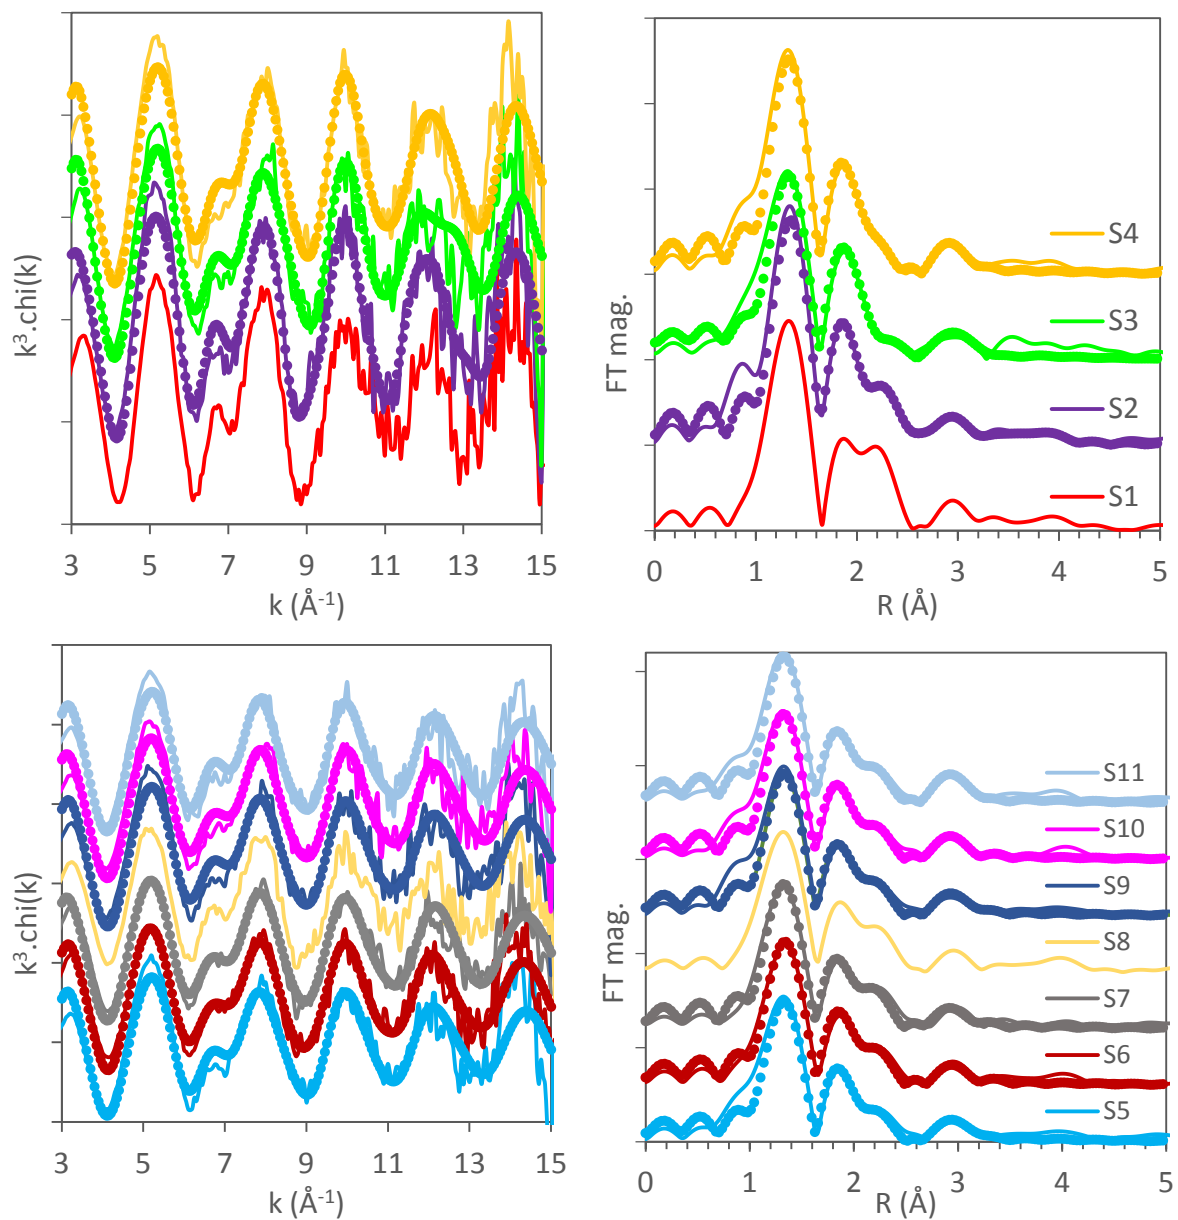 k³.chi(k)
3 5 7 9 11 13 15
k (Å⁻¹)
FT mag.
S4
S3
S2
S1
0 1 2 3 4 5
R (Å)
k³.chi(k)
3 5 7 9 11 13 15
k (Å⁻¹)
FT mag.
S11
S10
S9
S8
S7
S6
S5
0 1 2 3 4 5
R (Å)